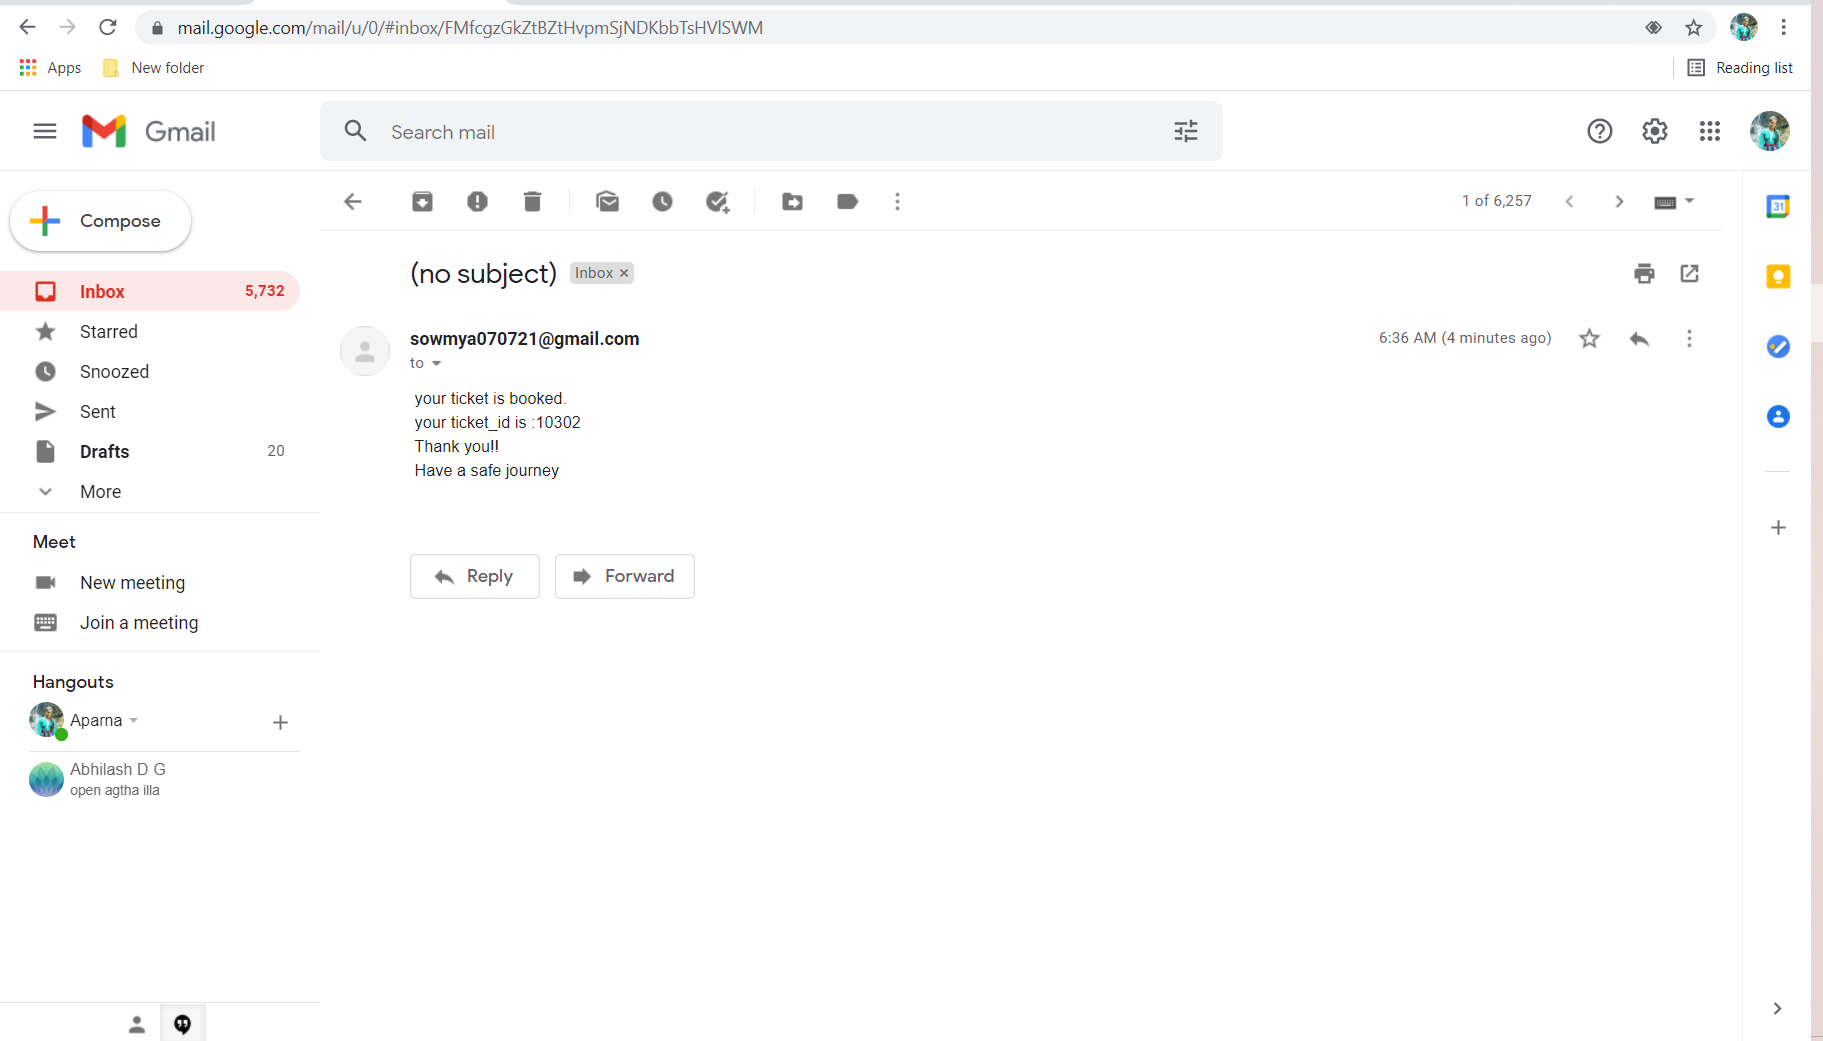 mail.google.com/mail/u/0/#inbox/FMfcgzGkZtBZtHvpmSjNDKbbTsHVlSWM
Apps New folder Reading list
Gmail Search mail
Compose
1 of 6,257
31
(no subject) Inbox ×
Inbox 5,732
Starred
Snoozed
Sent
Drafts 20
More
sowmya070721@gmail.com 6:36 AM (4 minutes ago)
to
your ticket is booked.
your ticket_id is :10302
Thank you!!
Have a safe journey
Reply Forward
Meet
New meeting
Join a meeting
Hangouts
Aparna
Abhilash D G
open agtha illa